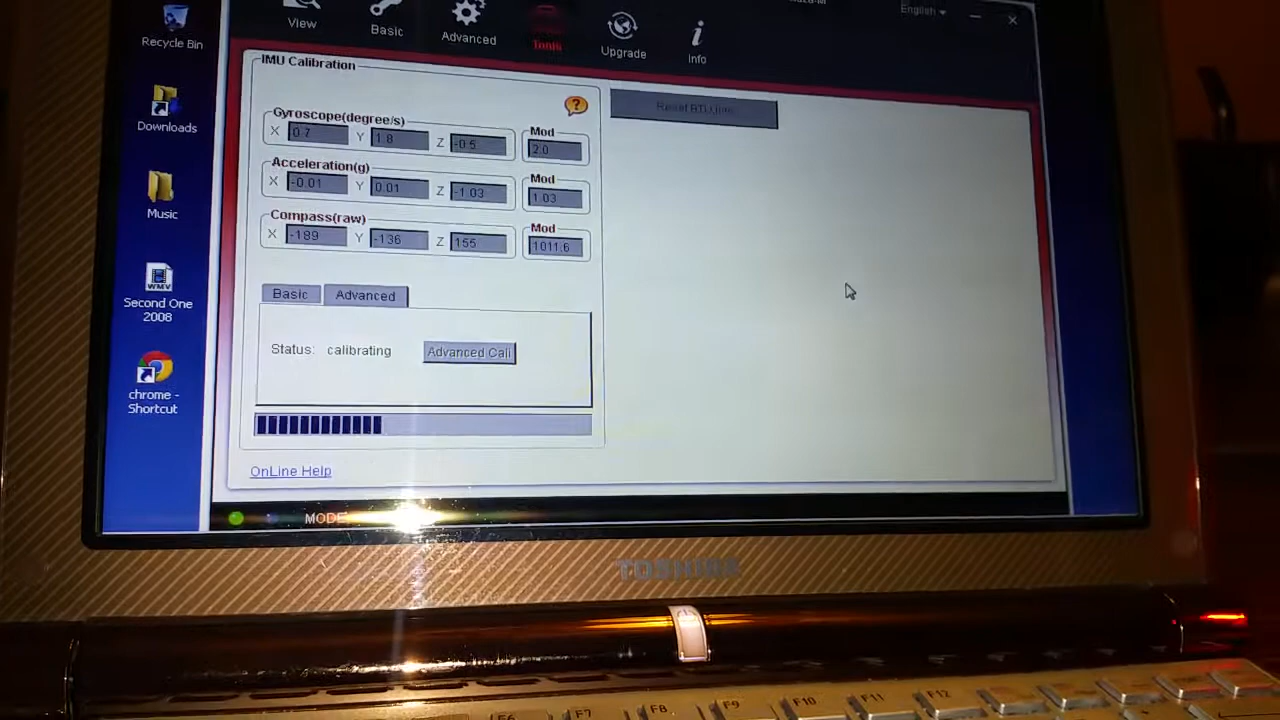 English
View
Basic
Advanced
Tools
Upgrade
Info
Recycle Bin
Downloads
Music
WMV
Second One
2008
chrome -
Shortcut
IMU Calibration
?
Gyroscope(degree/s)
X 0.7 Y 1.8 Z -0.5
Mod
2.0
Acceleration(g)
X -0.01 Y 0.01 Z -1.03
Mod
1.03
Compass(raw)
X -189 Y -136 Z 155
Mod
1011.6
Basic Advanced
Status: calibrating Advanced Cali
OnLine Help
MODE
TOSHIBA
F6 F7 F8 F9 F10 F11 F12